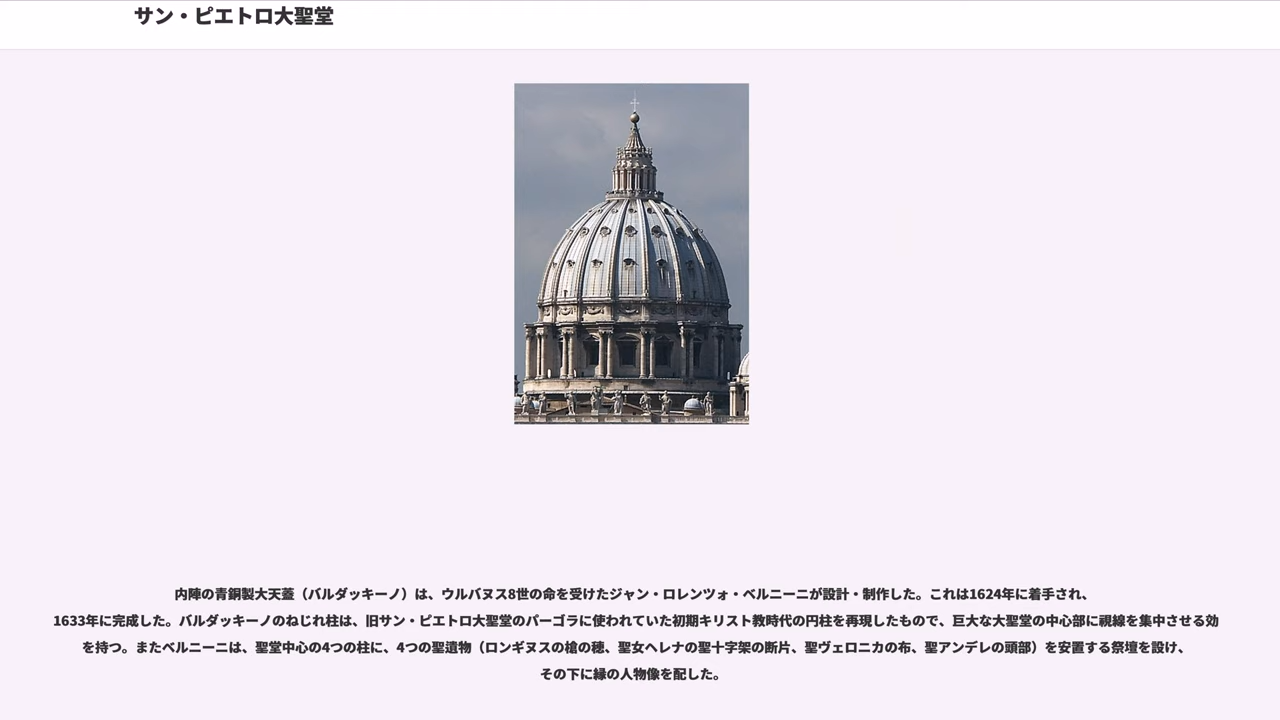 サン・ピエトロ大聖堂
内陣の青銅製大天蓋（バルダッキーノ）は、ウルバヌス8世の命を受けたジャン・ロレンツォ・ベルニーニが設計・制作した。これは1624年に着手され、
1633年に完成した。バルダッキーノのねじれ柱は、旧サン・ピエトロ大聖堂のパーゴラに使われていた初期キリスト教時代の円柱を再現したもので、巨大な大聖堂の中心部に視線を集中させる効
を持つ。またベルニーニは、聖堂中心の4つの柱に、4つの聖遺物（ロンギヌスの槍の穂、聖女ヘレナの聖十字架の断片、聖ヴェロニカの布、聖アンデレの頭部）を安置する祭壇を設け、
その下に縁の人物像を配した。